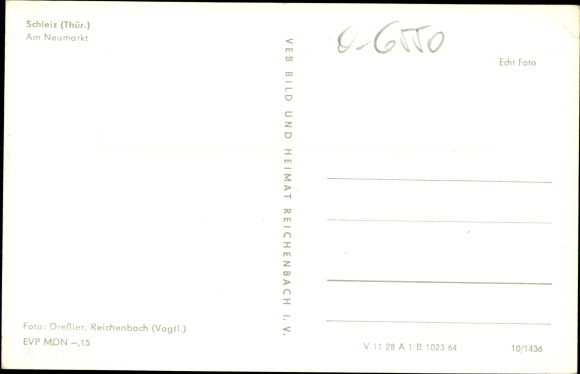 Schleiz (Thür.)
Am Neumarkt
VEB BILD UND HEIMAT REICHENBACH I. V.
Echt Foto
Foto: Dreßler, Reichenbach (Vogtl.)
EVP MDN –,15
V 11 28 A 1/B 1023/64
10/1436